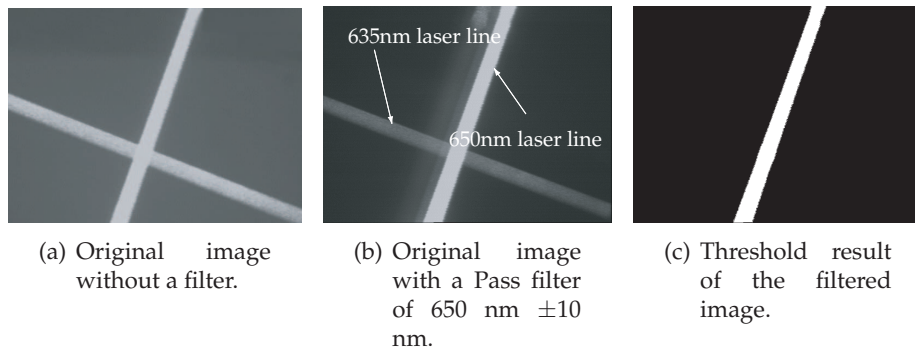 635nm laser line
650nm laser line
(a) Original image
without a filter.
(b) Original image
with a Pass filter
of 650 nm ±10
nm.
(c) Threshold result
of the filtered
image.